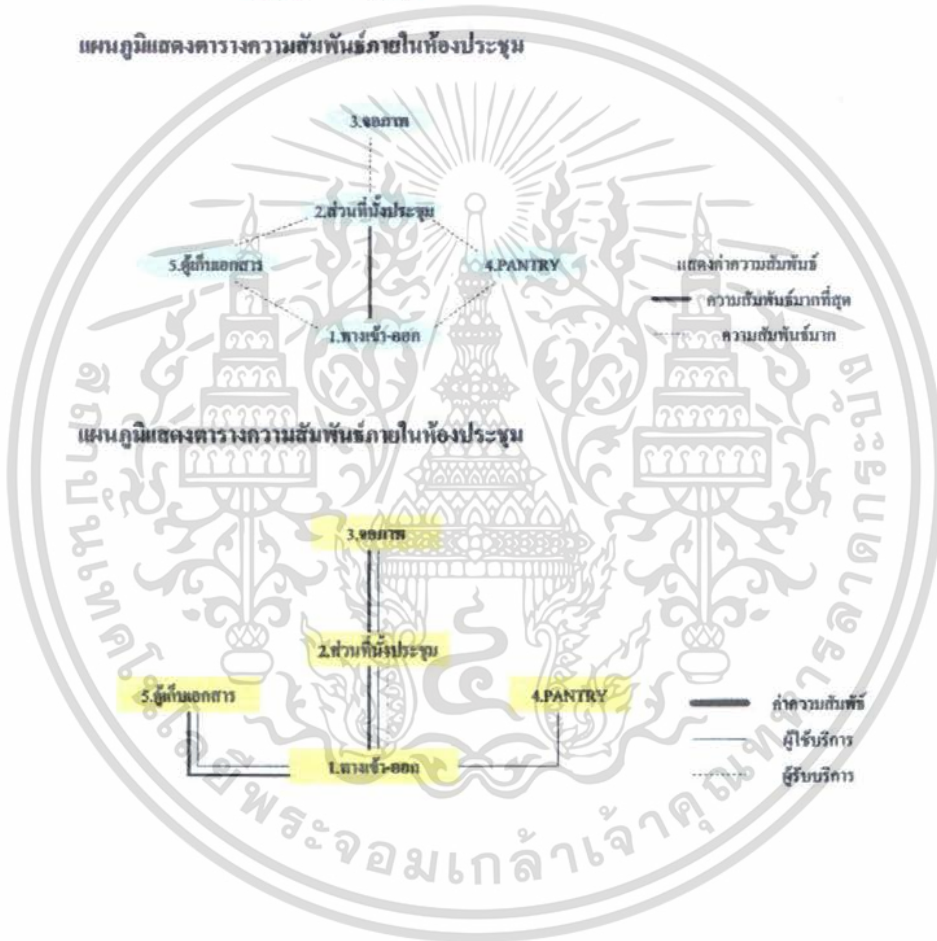 แผนภูมิแสดงตารางความสัมพันธ์ภายในห้องประชุม
3.จอภาพ
2.ส่วนที่นั่งประชุม
5.ตู้เก็บเอกสาร
4.PANTRY
1.ทางเข้า-ออก
แสดงค่าความสัมพันธ์
ความสัมพันธ์มากที่สุด
ความสัมพันธ์มาก
แผนภูมิแสดงตารางความสัมพันธ์ภายในห้องประชุม
3.จอภาพ
2.ส่วนที่นั่งประชุม
5.ตู้เก็บเอกสาร
4.PANTRY
1.ทางเข้า-ออก
ค่าความสัมพัธ์
ผู้ใช้บริการ
ผู้รับบริการ
สถาบันเทคโนโลยีพระจอมเกล้าเจ้าคุณทหารลาดกระบัง